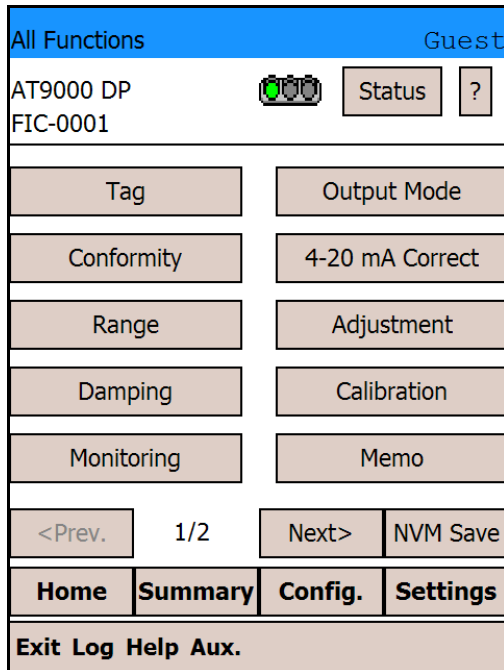 All Functions Guest
AT9000 DP Status ?
FIC-0001
Tag Output Mode
Conformity 4-20 mA Correct
Range Adjustment
Damping Calibration
Monitoring Memo
<Prev. 1/2 Next> NVM Save
Home Summary Config. Settings
Exit Log Help Aux.